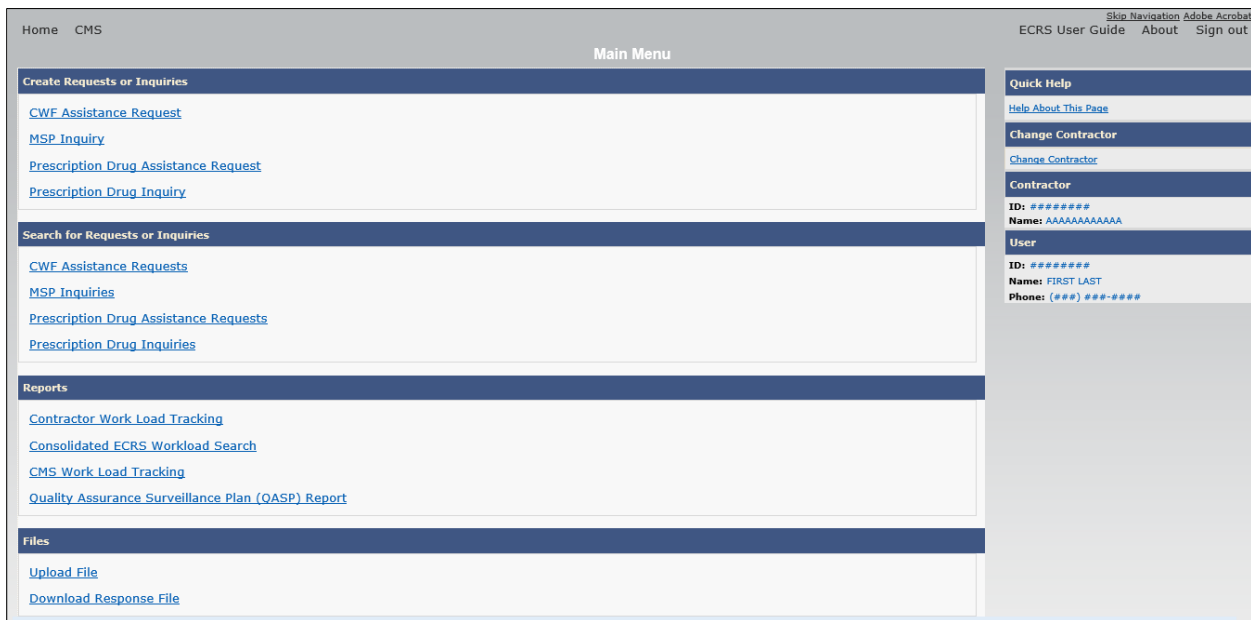 Skip Navigation Adobe Acrobat
Home CMS ECRS User Guide About Sign out
Main Menu
Create Requests or Inquiries
CWF Assistance Request
MSP Inquiry
Prescription Drug Assistance Request
Prescription Drug Inquiry
Search for Requests or Inquiries
CWF Assistance Requests
MSP Inquiries
Prescription Drug Assistance Requests
Prescription Drug Inquiries
Reports
Contractor Work Load Tracking
Consolidated ECRS Workload Search
CMS Work Load Tracking
Quality Assurance Surveillance Plan (QASP) Report
Files
Upload File
Download Response File
Quick Help
Help About This Page
Change Contractor
Change Contractor
Contractor
ID: ########
Name: AAAAAAAAAAAA
User
ID: ########
Name: FIRST LAST
Phone: (###) ###-####